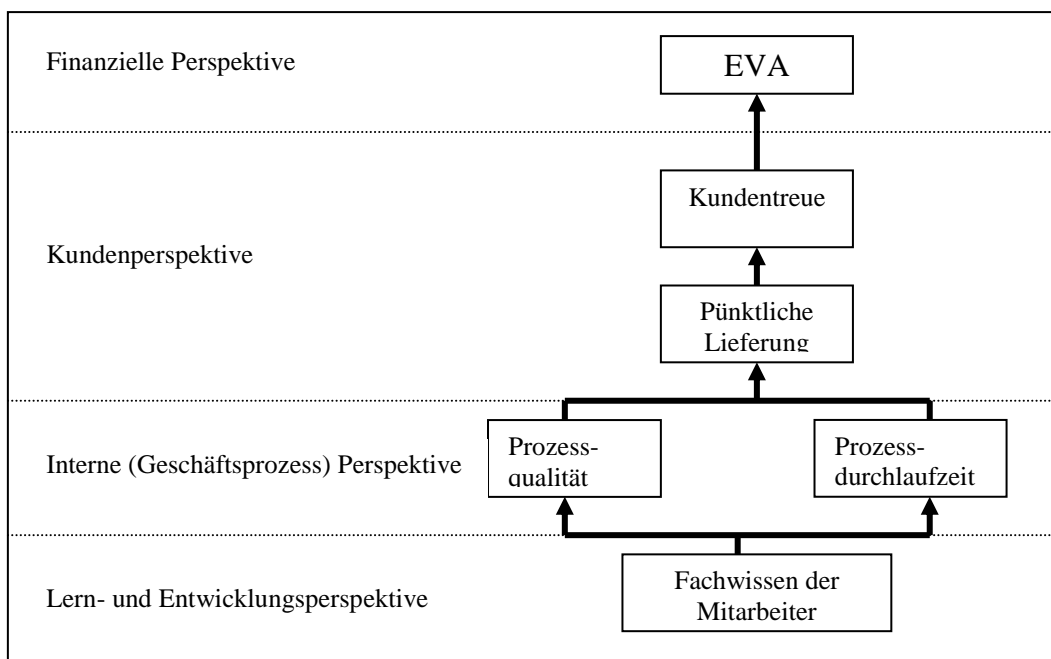 Finanzielle Perspektive
EVA
Kundenperspektive
Kundentreue
Pünktliche
Lieferung
Interne (Geschäftsprozess) Perspektive
Prozess-
qualität
Prozess-
durchlaufzeit
Lern- und Entwicklungsperspektive
Fachwissen der
Mitarbeiter